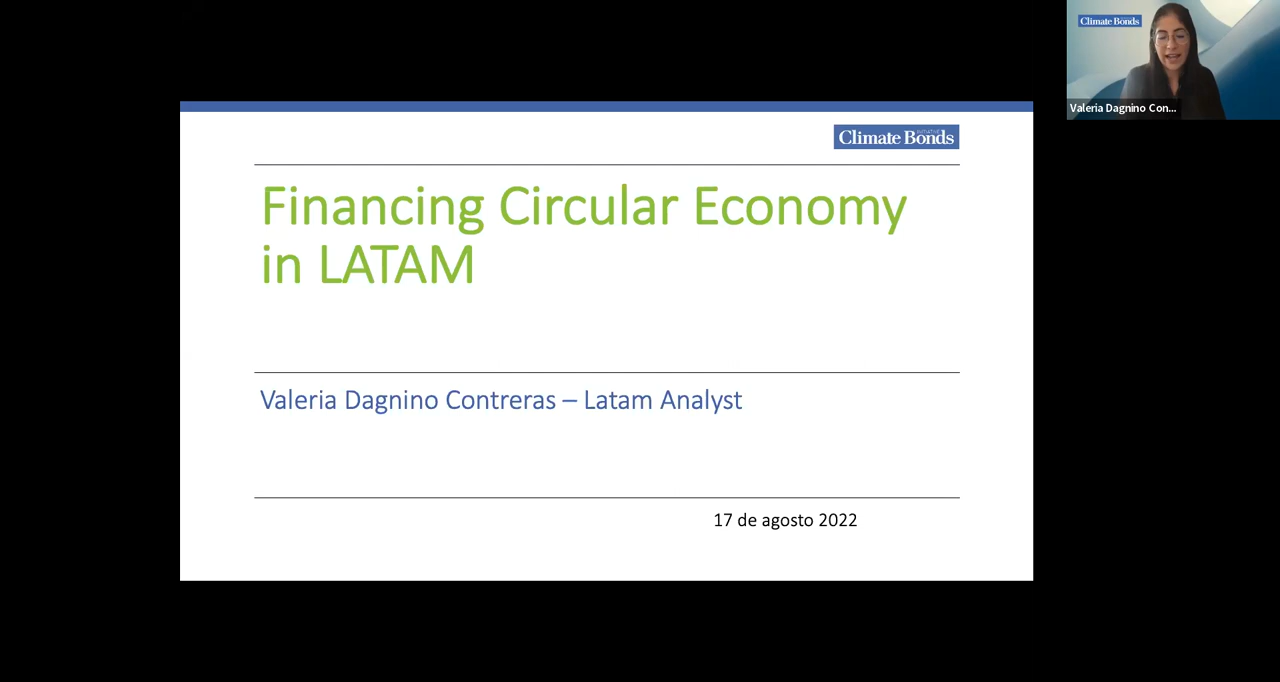 Climate Bonds
Valeria Dagnino Con...
Climate Bonds
INITIATIVE
Financing Circular Economy
in LATAM
Valeria Dagnino Contreras – Latam Analyst
17 de agosto 2022